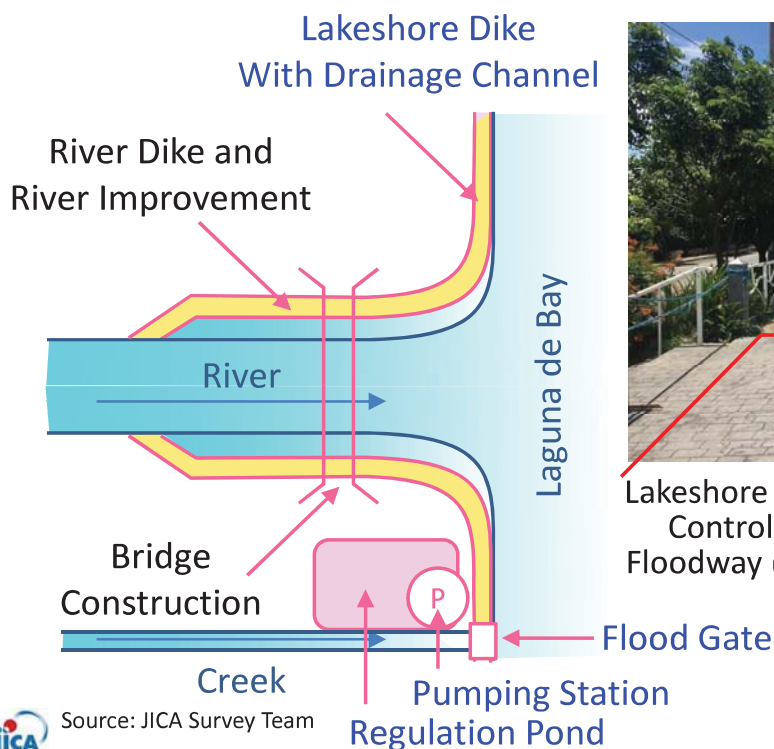 Lakeshore Dike
With Drainage Channel
River Dike and
River Improvement
River
Laguna de Bay
Lakeshore
Control
Floodway
Bridge
Construction
P
Flood Gate
Creek
Pumping Station
Regulation Pond
Source: JICA Survey Team
JICA